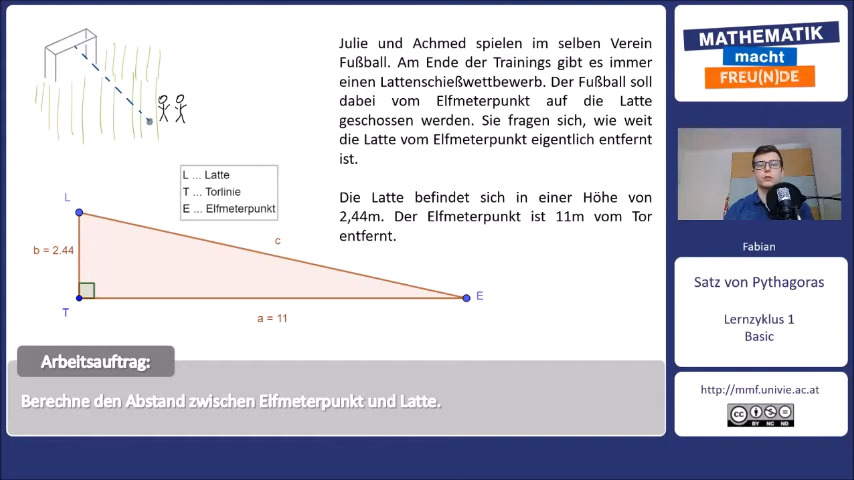 Julie und Achmed spielen im selben Verein
Fußball. Am Ende der Trainings gibt es immer
einen Lattenschießwettbewerb. Der Fußball soll
dabei vom Elfmeterpunkt auf die Latte
geschossen werden. Sie fragen sich, wie weit
die Latte vom Elfmeterpunkt eigentlich entfernt
ist.
Die Latte befindet sich in einer Höhe von
2,44m. Der Elfmeterpunkt ist 11m vom Tor
entfernt.
L ... Latte
T ... Torlinie
E ... Elfmeterpunkt
L
b = 2.44
c
T
E
a = 11
Arbeitsauftrag:
Berechne den Abstand zwischen Elfmeterpunkt und Latte.
MATHEMATIK
macht
FREU(N)DE
Fabian
Satz von Pythagoras
Lernzyklus 1
Basic
http://mmf.univie.ac.at
cc
BY NC ND